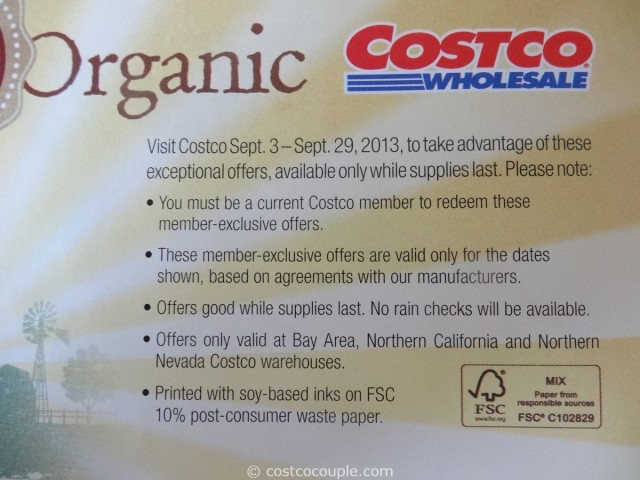 Organic
COSTCO
WHOLESALE
Visit Costco Sept. 3 – Sept. 29, 2013, to take advantage of these
exceptional offers, available only while supplies last. Please note:
• You must be a current Costco member to redeem these
member-exclusive offers.
• These member-exclusive offers are valid only for the dates
shown, based on agreements with our manufacturers.
• Offers good while supplies last. No rain checks will be available.
• Offers only valid at Bay Area, Northern California and Northern
Nevada Costco warehouses.
• Printed with soy-based inks on FSC
10% post-consumer waste paper.
FSC
www.fsc.org
MIX
Paper from
responsible sources
FSC® C102829
© costcocouple.com